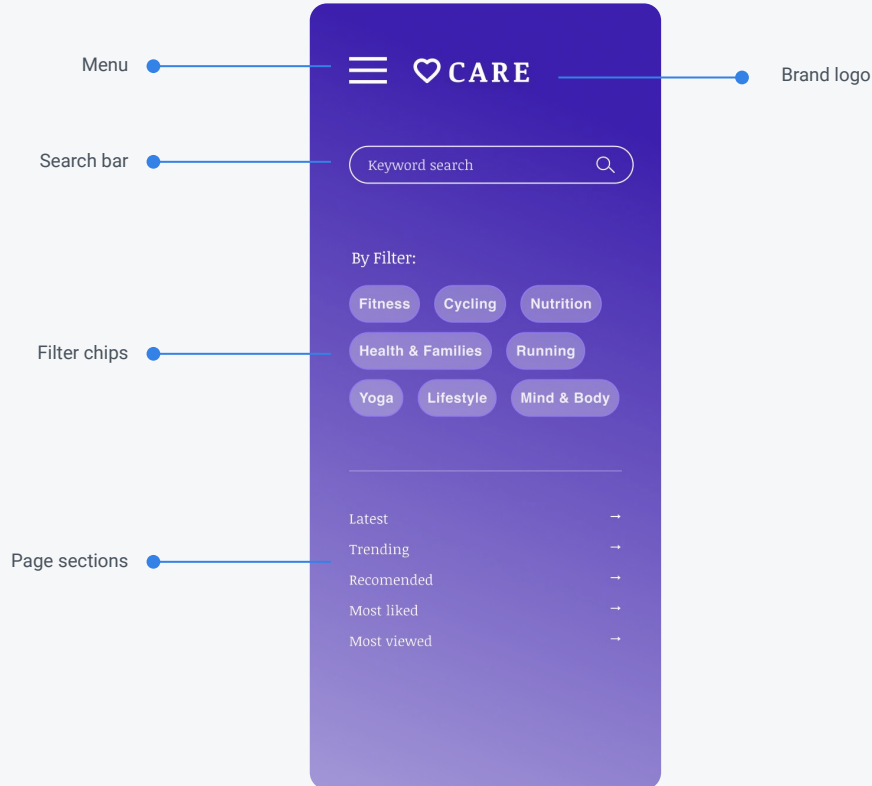 Menu
CARE
Brand logo
Search bar
Keyword search
By Filter:
Fitness Cycling Nutrition
Filter chips
Health & Families Running
Yoga Lifestyle Mind & Body
Latest →
Trending →
Page sections
Recomended →
Most liked →
Most viewed →